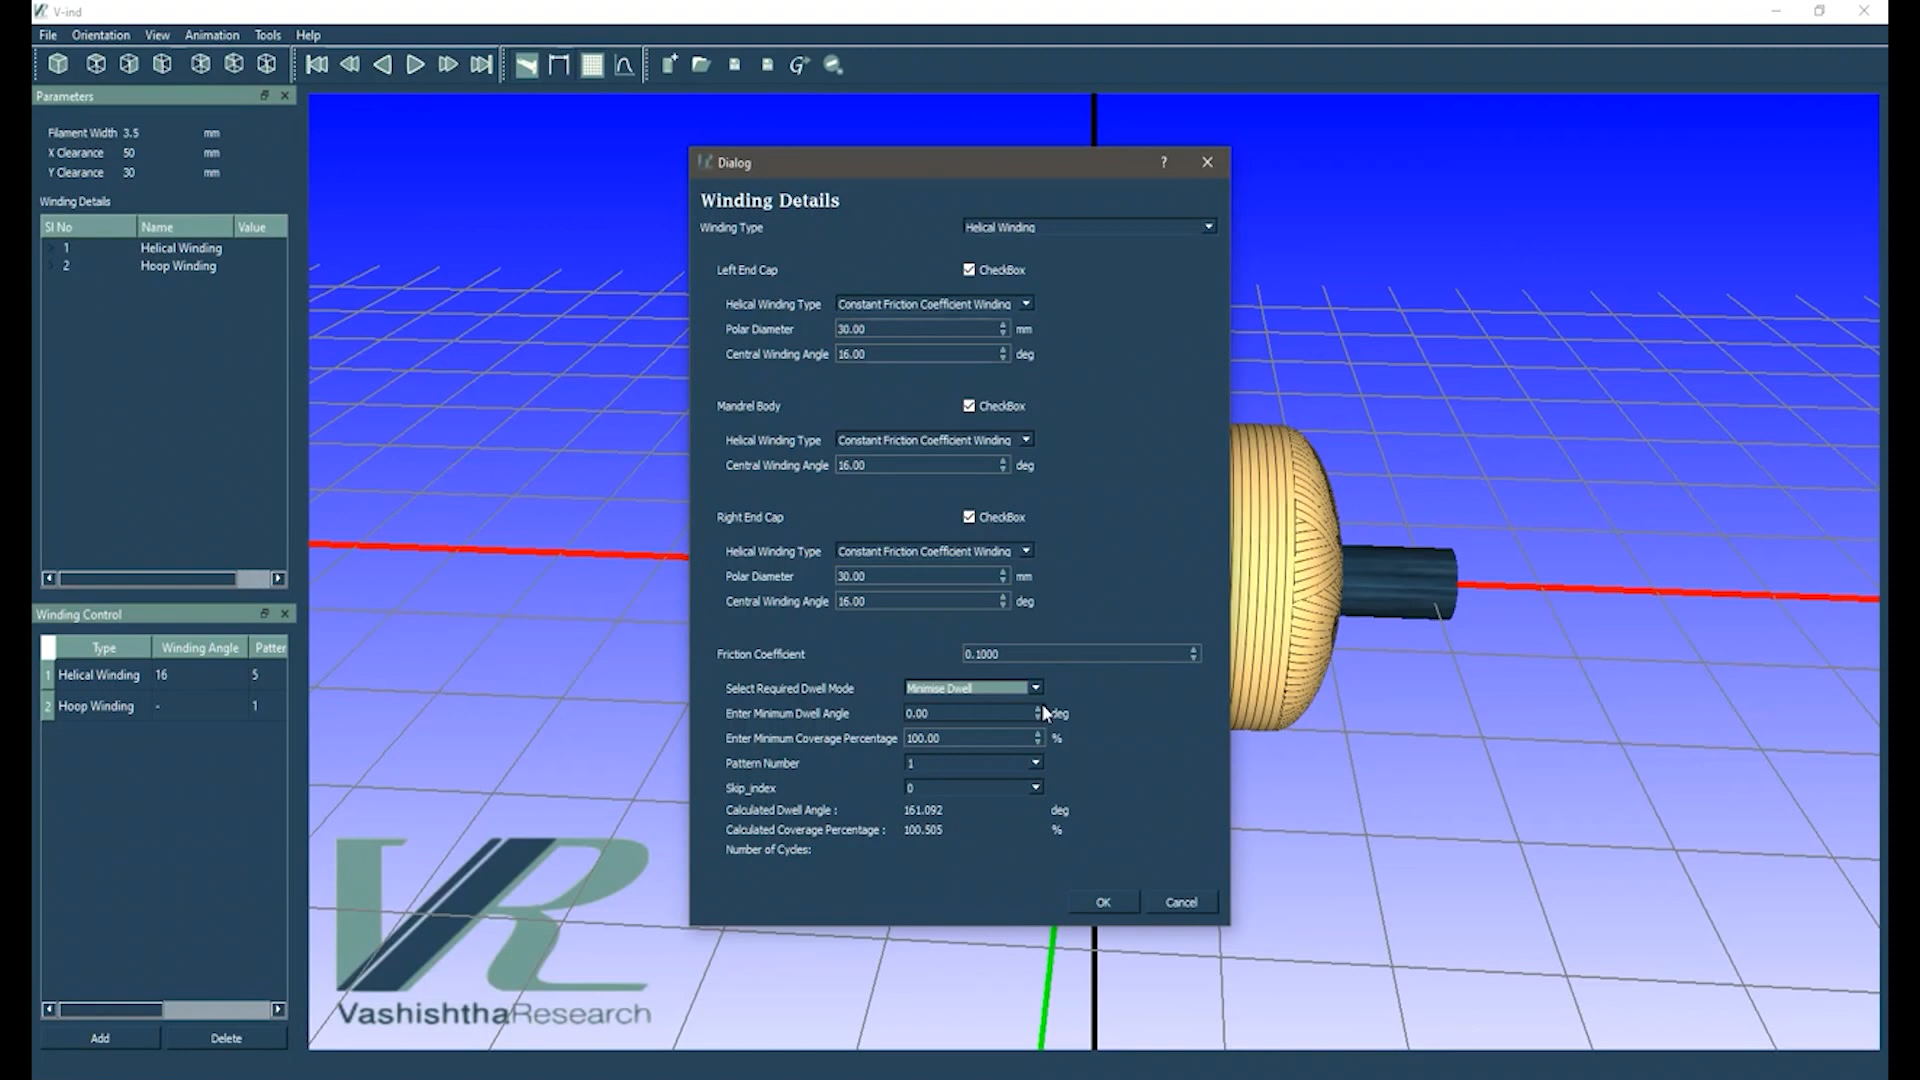 V-ind
File Orientation View Animation Tools Help
Parameters
Filament Width 3.5 mm
X Clearance 50 mm
Y Clearance 30 mm
Winding Details
Sl No Name Value
1 Helical Winding
2 Hoop Winding
Winding Control
Type Winding Angle Patter
1 Helical Winding 16 5
2 Hoop Winding - 1
Add Delete
Dialog ?
Winding Details
Winding Type Helical Winding
Left End Cap CheckBox
Helical Winding Type Constant Friction Coefficient Winding
Polar Diameter 30.00 mm
Central Winding Angle 16.00 deg
Mandrel Body CheckBox
Helical Winding Type Constant Friction Coefficient Winding
Central Winding Angle 16.00 deg
Right End Cap CheckBox
Helical Winding Type Constant Friction Coefficient Winding
Polar Diameter 30.00 mm
Central Winding Angle 16.00 deg
Friction Coefficient 0.1000
Select Required Dwell Mode Minimise Dwell
Enter Minimum Dwell Angle 0.00 deg
Enter Minimum Coverage Percentage 100.00 %
Pattern Number 1
Skip_index 0
Calculated Dwell Angle : 161.092 deg
Calculated Coverage Percentage : 100.505 %
Number of Cycles:
OK Cancel
VR
VashishthaResearch